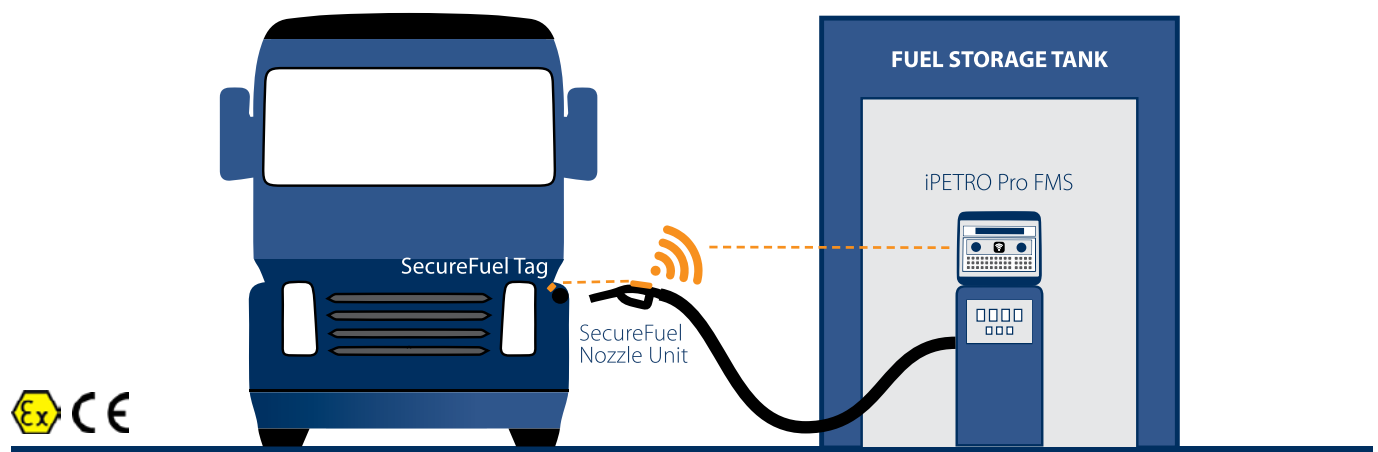 FUEL STORAGE TANK
iPETRO Pro FMS
SecureFuel Tag
SecureFuel
Nozzle Unit
Ex CE